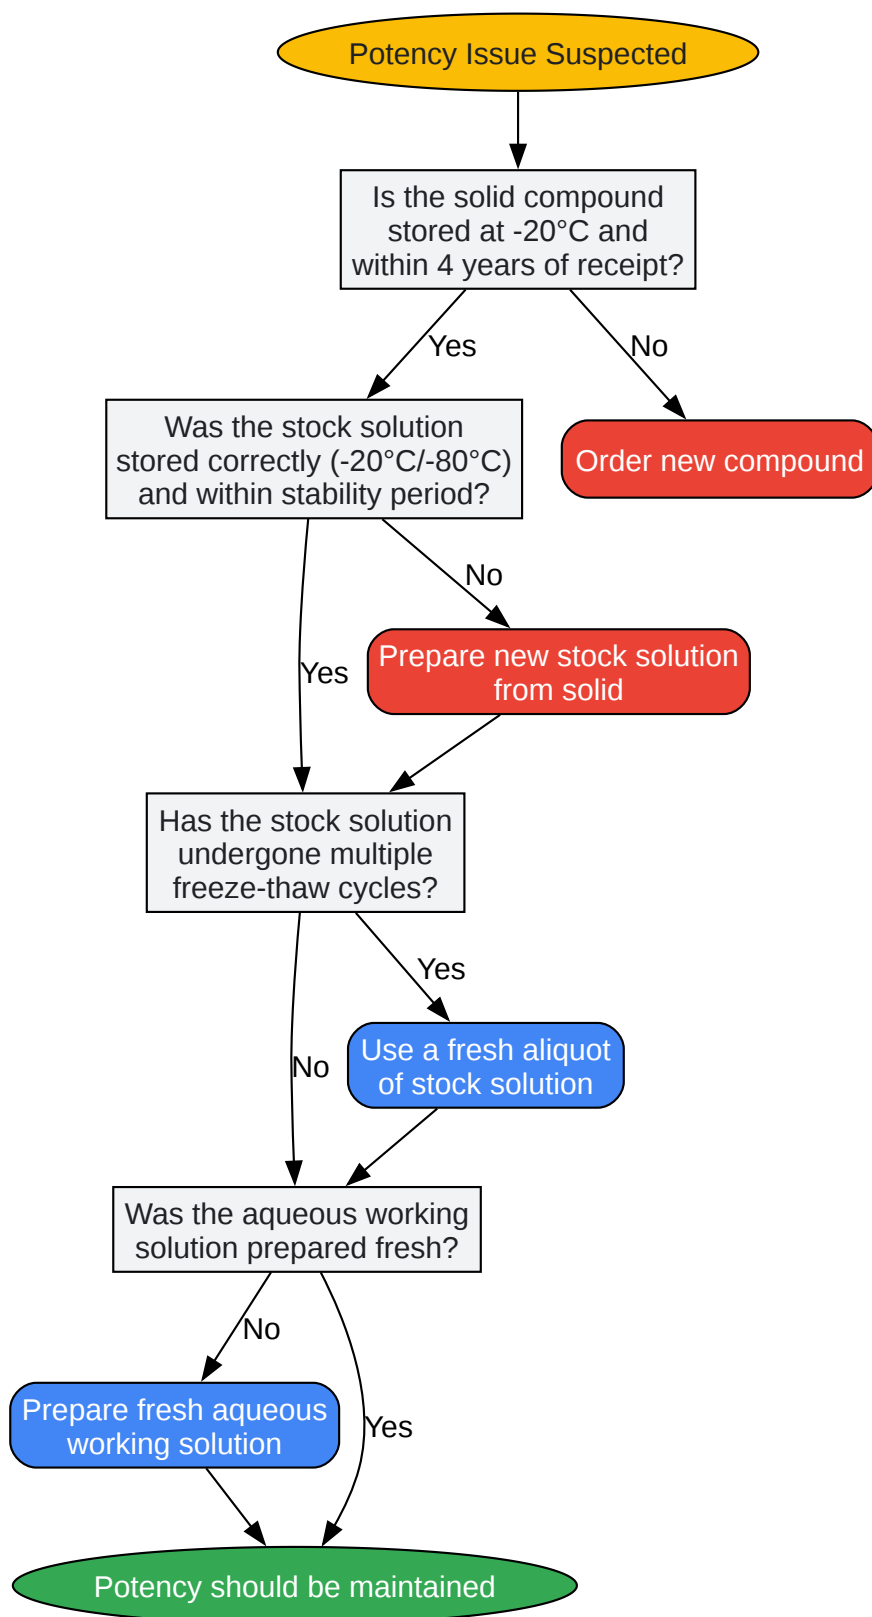 Potency Issue Suspected
Is the solid compound
stored at -20°C and
within 4 years of receipt?
Yes
No
Was the stock solution
stored correctly (-20°C/-80°C)
and within stability period?
Order new compound
No
Yes
Prepare new stock solution
from solid
Has the stock solution
undergone multiple
freeze-thaw cycles?
Yes
No
Use a fresh aliquot
of stock solution
Was the aqueous working
solution prepared fresh?
No
Yes
Prepare fresh aqueous
working solution
Potency should be maintained